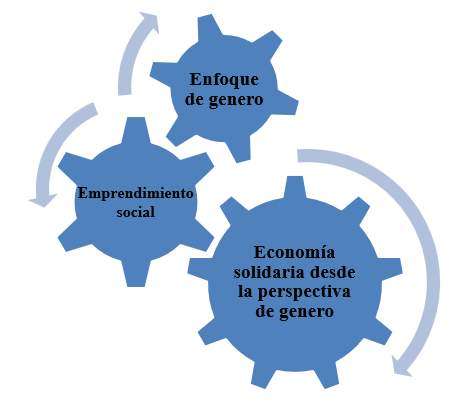 Enfoque
de genero
Emprendimiento
social
Economía
solidaria desde
la perspectiva
de genero